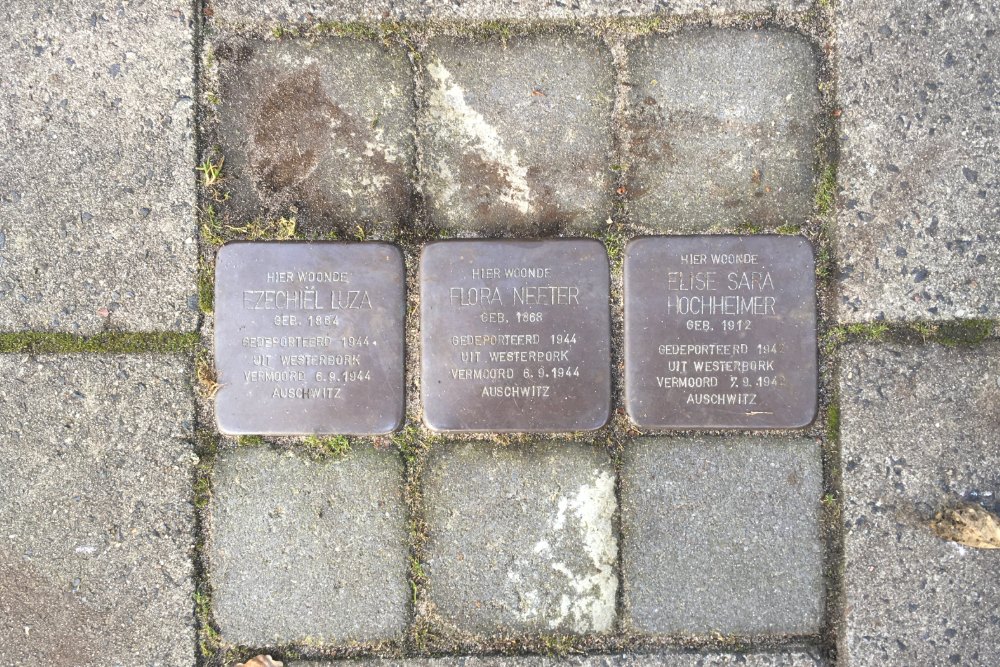 HIER WOONDE
EZECHIËL LUZA
GEB. 1864
GEDEPORTEERD 1944
UIT WESTERBORK
VERMOORD 6.9.1944
AUSCHWITZ
HIER WOONDE
FLORA NEETER
GEB. 1868
GEDEPORTEERD 1944
UIT WESTERBORK
VERMOORD 6.9.1944
AUSCHWITZ
HIER WOONDE
ELISE SARA
HOCHHEIMER
GEB. 1912
GEDEPORTEERD
UIT WESTERBORK
VERMOORD
AUSCHWITZ